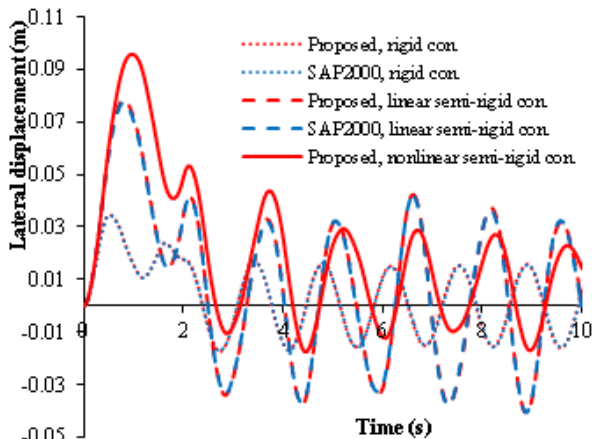 0.11
0.09
0.07
0.05
0.03
0.01
-0.01
-0.03
-0.05
Lateral displacement (m)
Proposed, rigid con.
SAP2000, rigid con.
Proposed, linear semi-rigid con.
SAP2000, linear semi-rigid con.
Proposed, nonlinear semi-rigid con.
0 2 4 6 8 10
Time (s)